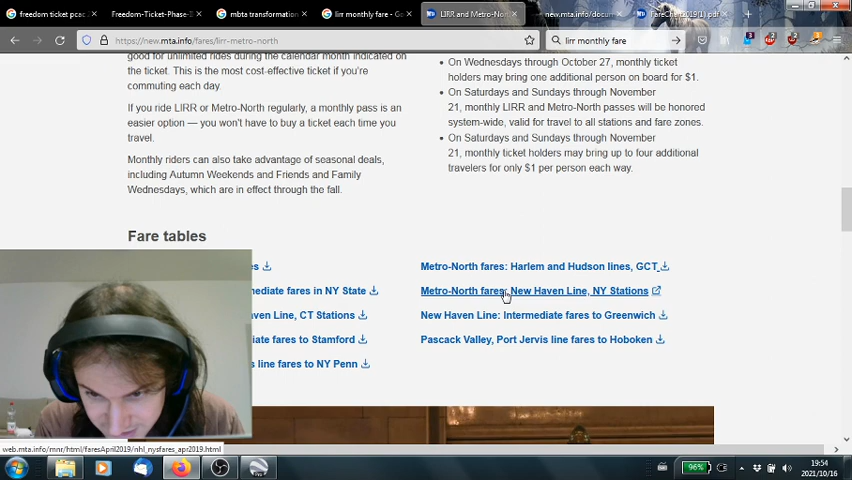 freedom ticket pcac
Freedom-Ticket-Phase-I
mbta transformation
lirr monthly fare - Go
LIRR and Metro-Nor
new.mta.info/docum
FareChart2019(1).pdf
https://new.mta.info/fares/lirr-metro-north
lirr monthly fare
good for unlimited rides during the calendar month indicated on
the ticket. This is the most cost-effective ticket if you're
commuting each day.
If you ride LIRR or Metro-North regularly, a monthly pass is an
easier option — you won't have to buy a ticket each time you
travel.
Monthly riders can also take advantage of seasonal deals,
including Autumn Weekends and Friends and Family
Wednesdays, which are in effect through the fall.
• On Wednesdays through October 27, monthly ticket
holders may bring one additional person on board for $1.
• On Saturdays and Sundays through November
21, monthly LIRR and Metro-North passes will be honored
system-wide, valid for travel to all stations and fare zones.
• On Saturdays and Sundays through November
21, monthly ticket holders may bring up to four additional
travelers for only $1 per person each way.
Fare tables
es
mediate fares in NY State
ven Line, CT Stations
iate fares to Stamford
s line fares to NY Penn
Metro-North fares: Harlem and Hudson lines, GCT
Metro-North fares: New Haven Line, NY Stations
New Haven Line: Intermediate fares to Greenwich
Pascack Valley, Port Jervis line fares to Hoboken
web.mta.info/mnr/html/faresApril2019/nhl_nysfares_apr2019.html
96%
19:54
2021/10/16